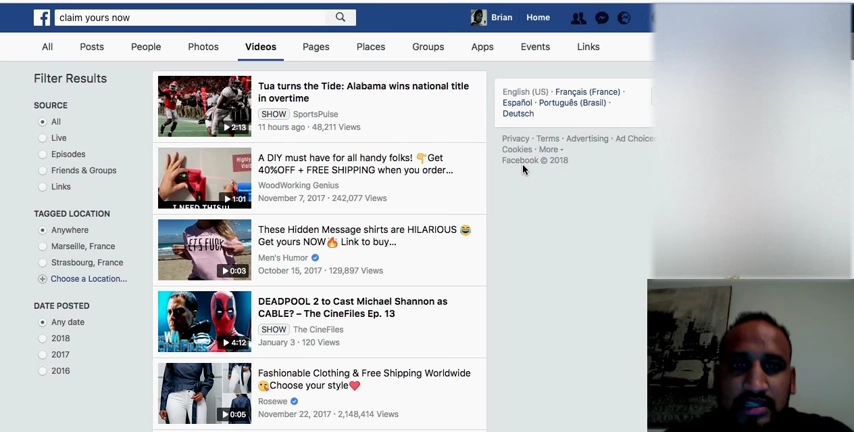 claim yours now
Brian Home
All Posts People Photos Videos Pages Places Groups Apps Events Links
Filter Results
SOURCE
All
Live
Episodes
Friends & Groups
Links
TAGGED LOCATION
Anywhere
Marseille, France
Strasbourg, France
Choose a Location...
DATE POSTED
Any date
2018
2017
2016
2:13
Tua turns the Tide: Alabama wins national title
in overtime
SHOW SportsPulse
11 hours ago · 48,211 Views
I NEED THIS!!!
1:01
A DIY must have for all handy folks! 👇Get
40%OFF + FREE SHIPPING when you order...
WoodWorking Genius
November 7, 2017 · 242,077 Views
LET'S FUCK
0:03
These Hidden Message shirts are HILARIOUS 😂
Get yours NOW🔥 Link to buy...
Men's Humor
October 15, 2017 · 129,897 Views
4:12
DEADPOOL 2 to Cast Michael Shannon as
CABLE? – The CineFiles Ep. 13
SHOW The CineFiles
January 3 · 120 Views
0:05
Fashionable Clothing & Free Shipping Worldwide
😘Choose your style❤️
Rosewe
November 22, 2017 · 2,148,414 Views
English (US) · Français (France) ·
Español · Português (Brasil) ·
Deutsch
Privacy · Terms · Advertising · Ad Choices
Cookies · More
Facebook © 2018